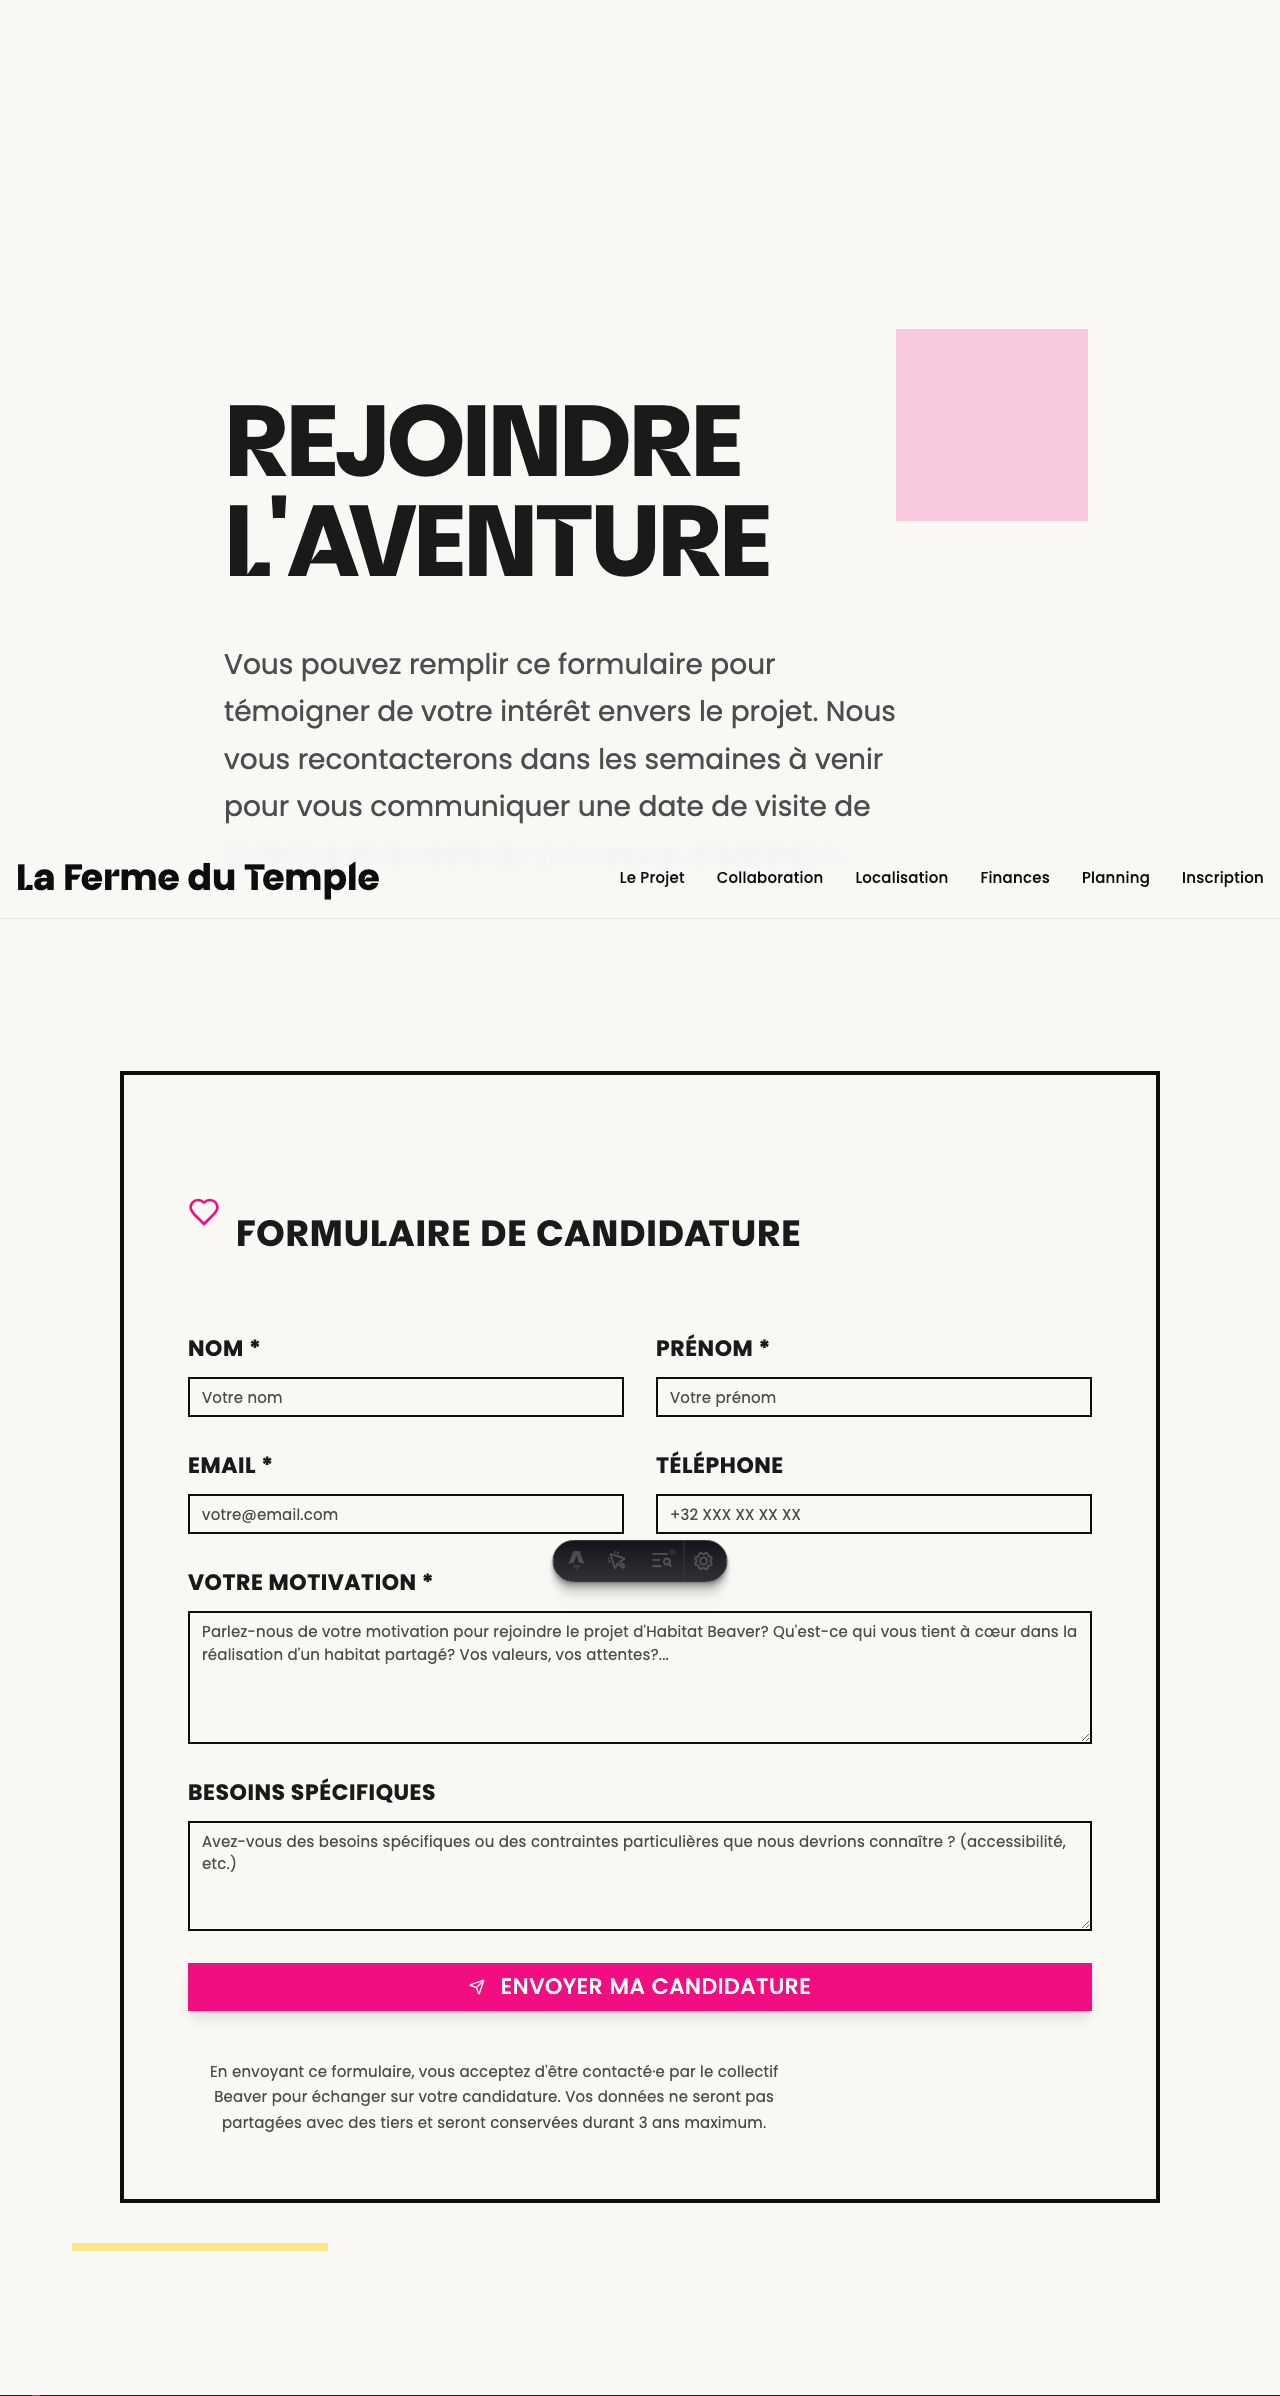 REJOINDRE
L'AVENTURE
Vous pouvez remplir ce formulaire pour
témoigner de votre intérêt envers le projet. Nous
vous recontacterons dans les semaines à venir
pour vous communiquer une date de visite de
La Ferme du Temple
Le Projet Collaboration Localisation Finances Planning Inscription
FORMULAIRE DE CANDIDATURE
NOM * PRÉNOM *
Votre nom Votre prénom
EMAIL * TÉLÉPHONE
votre@email.com +32 XXX XX XX XX
VOTRE MOTIVATION *
Parlez-nous de votre motivation pour rejoindre le projet d'Habitat Beaver? Qu'est-ce qui vous tient à cœur dans la
réalisation d'un habitat partagé? Vos valeurs, vos attentes?...
BESOINS SPÉCIFIQUES
Avez-vous des besoins spécifiques ou des contraintes particulières que nous devrions connaître ? (accessibilité,
etc.)
ENVOYER MA CANDIDATURE
En envoyant ce formulaire, vous acceptez d'être contacté·e par le collectif
Beaver pour échanger sur votre candidature. Vos données ne seront pas
partagées avec des tiers et seront conservées durant 3 ans maximum.